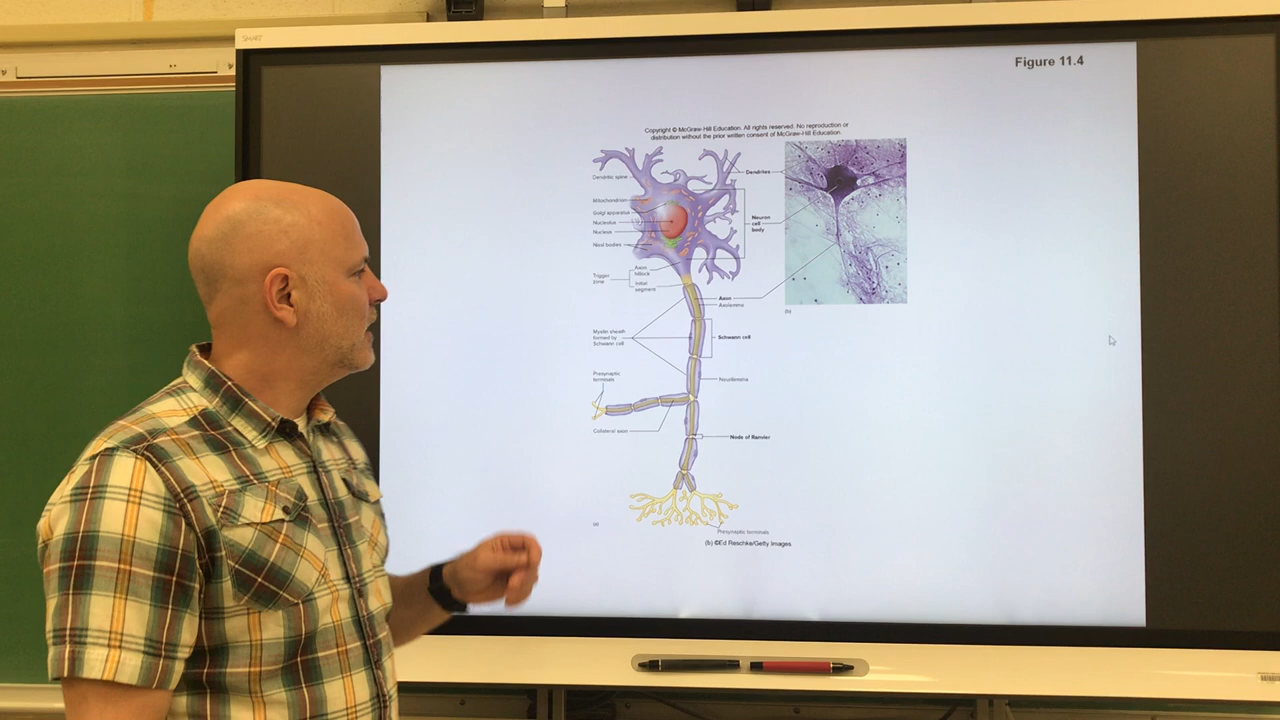 SMART
Figure 11.4
Copyright © McGraw-Hill Education. All rights reserved. No reproduction or
distribution without the prior written consent of McGraw-Hill Education.
Dendritic spine
Dendrites
Mitochondrion
Golgi apparatus
Nucleolus
Nucleus
Nissl bodies
Neuron
cell
body
Trigger
zone
Axon
hillock
Initial
segment
Axon
Axolemma
(b)
Myelin sheath
formed by
Schwann cell
Schwann cell
Presynaptic
terminals
Neurilemma
Collateral axon
Node of Ranvier
(a)
Presynaptic terminals
(b) ©Ed Reschke/Getty Images